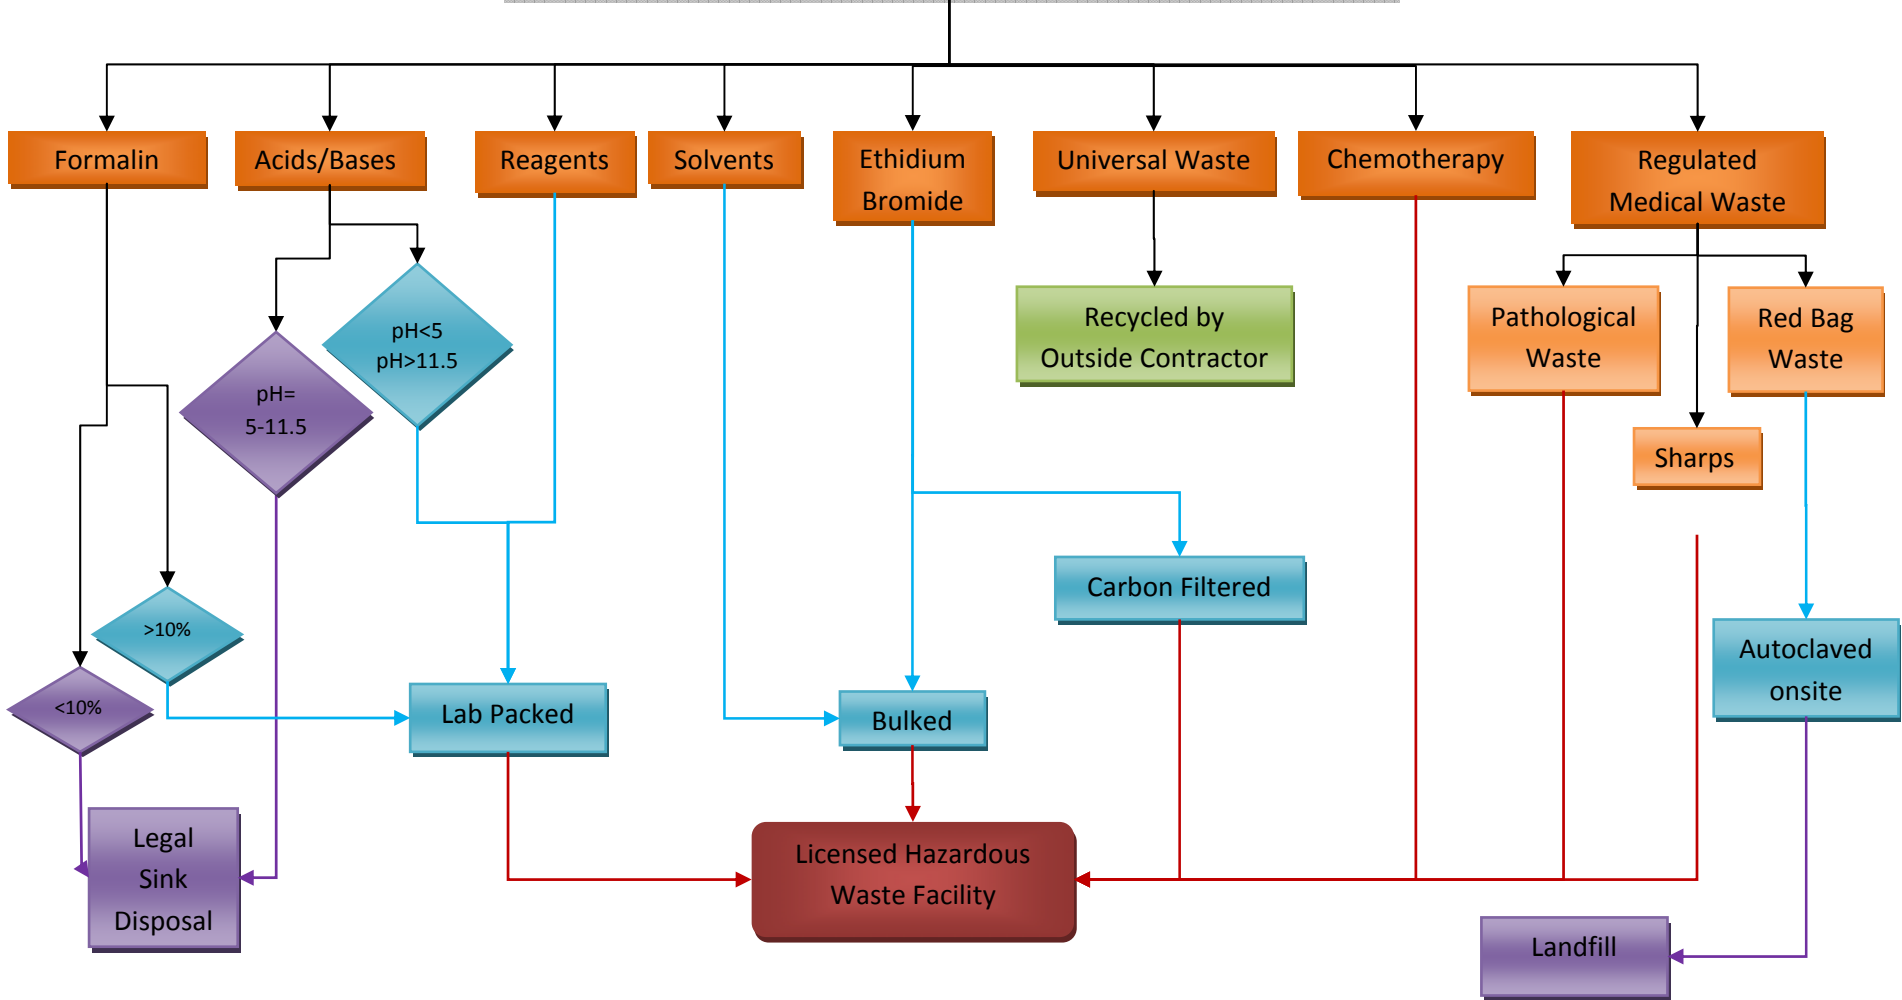 Formalin
Acids/Bases
Reagents
Solvents
Ethidium
Bromide
Universal Waste
Chemotherapy
Regulated
Medical Waste
pH<5
pH>11.5
pH=
5-11.5
Recycled by
Outside Contractor
Pathological
Waste
Red Bag
Waste
Sharps
>10%
<10%
Carbon Filtered
Autoclaved
onsite
Lab Packed
Bulked
Legal
Sink
Disposal
Licensed Hazardous
Waste Facility
Landfill